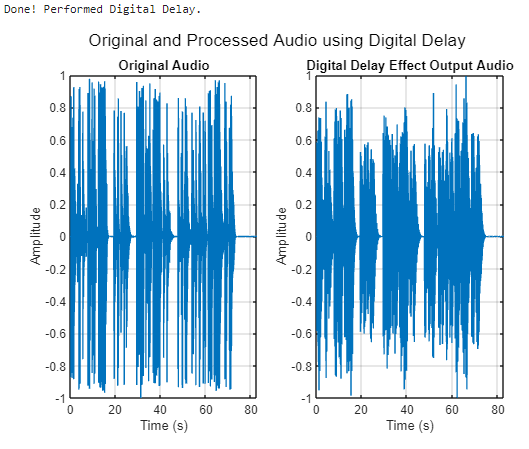 Done! Performed Digital Delay.
Original and Processed Audio using Digital Delay
Original Audio
Amplitude
1
0.8
0.6
0.4
0.2
0
-0.2
-0.4
-0.6
-0.8
-1
0 20 40 60 80
Time (s)
Digital Delay Effect Output Audio
Amplitude
1
0.8
0.6
0.4
0.2
0
-0.2
-0.4
-0.6
-0.8
-1
0 20 40 60 80
Time (s)